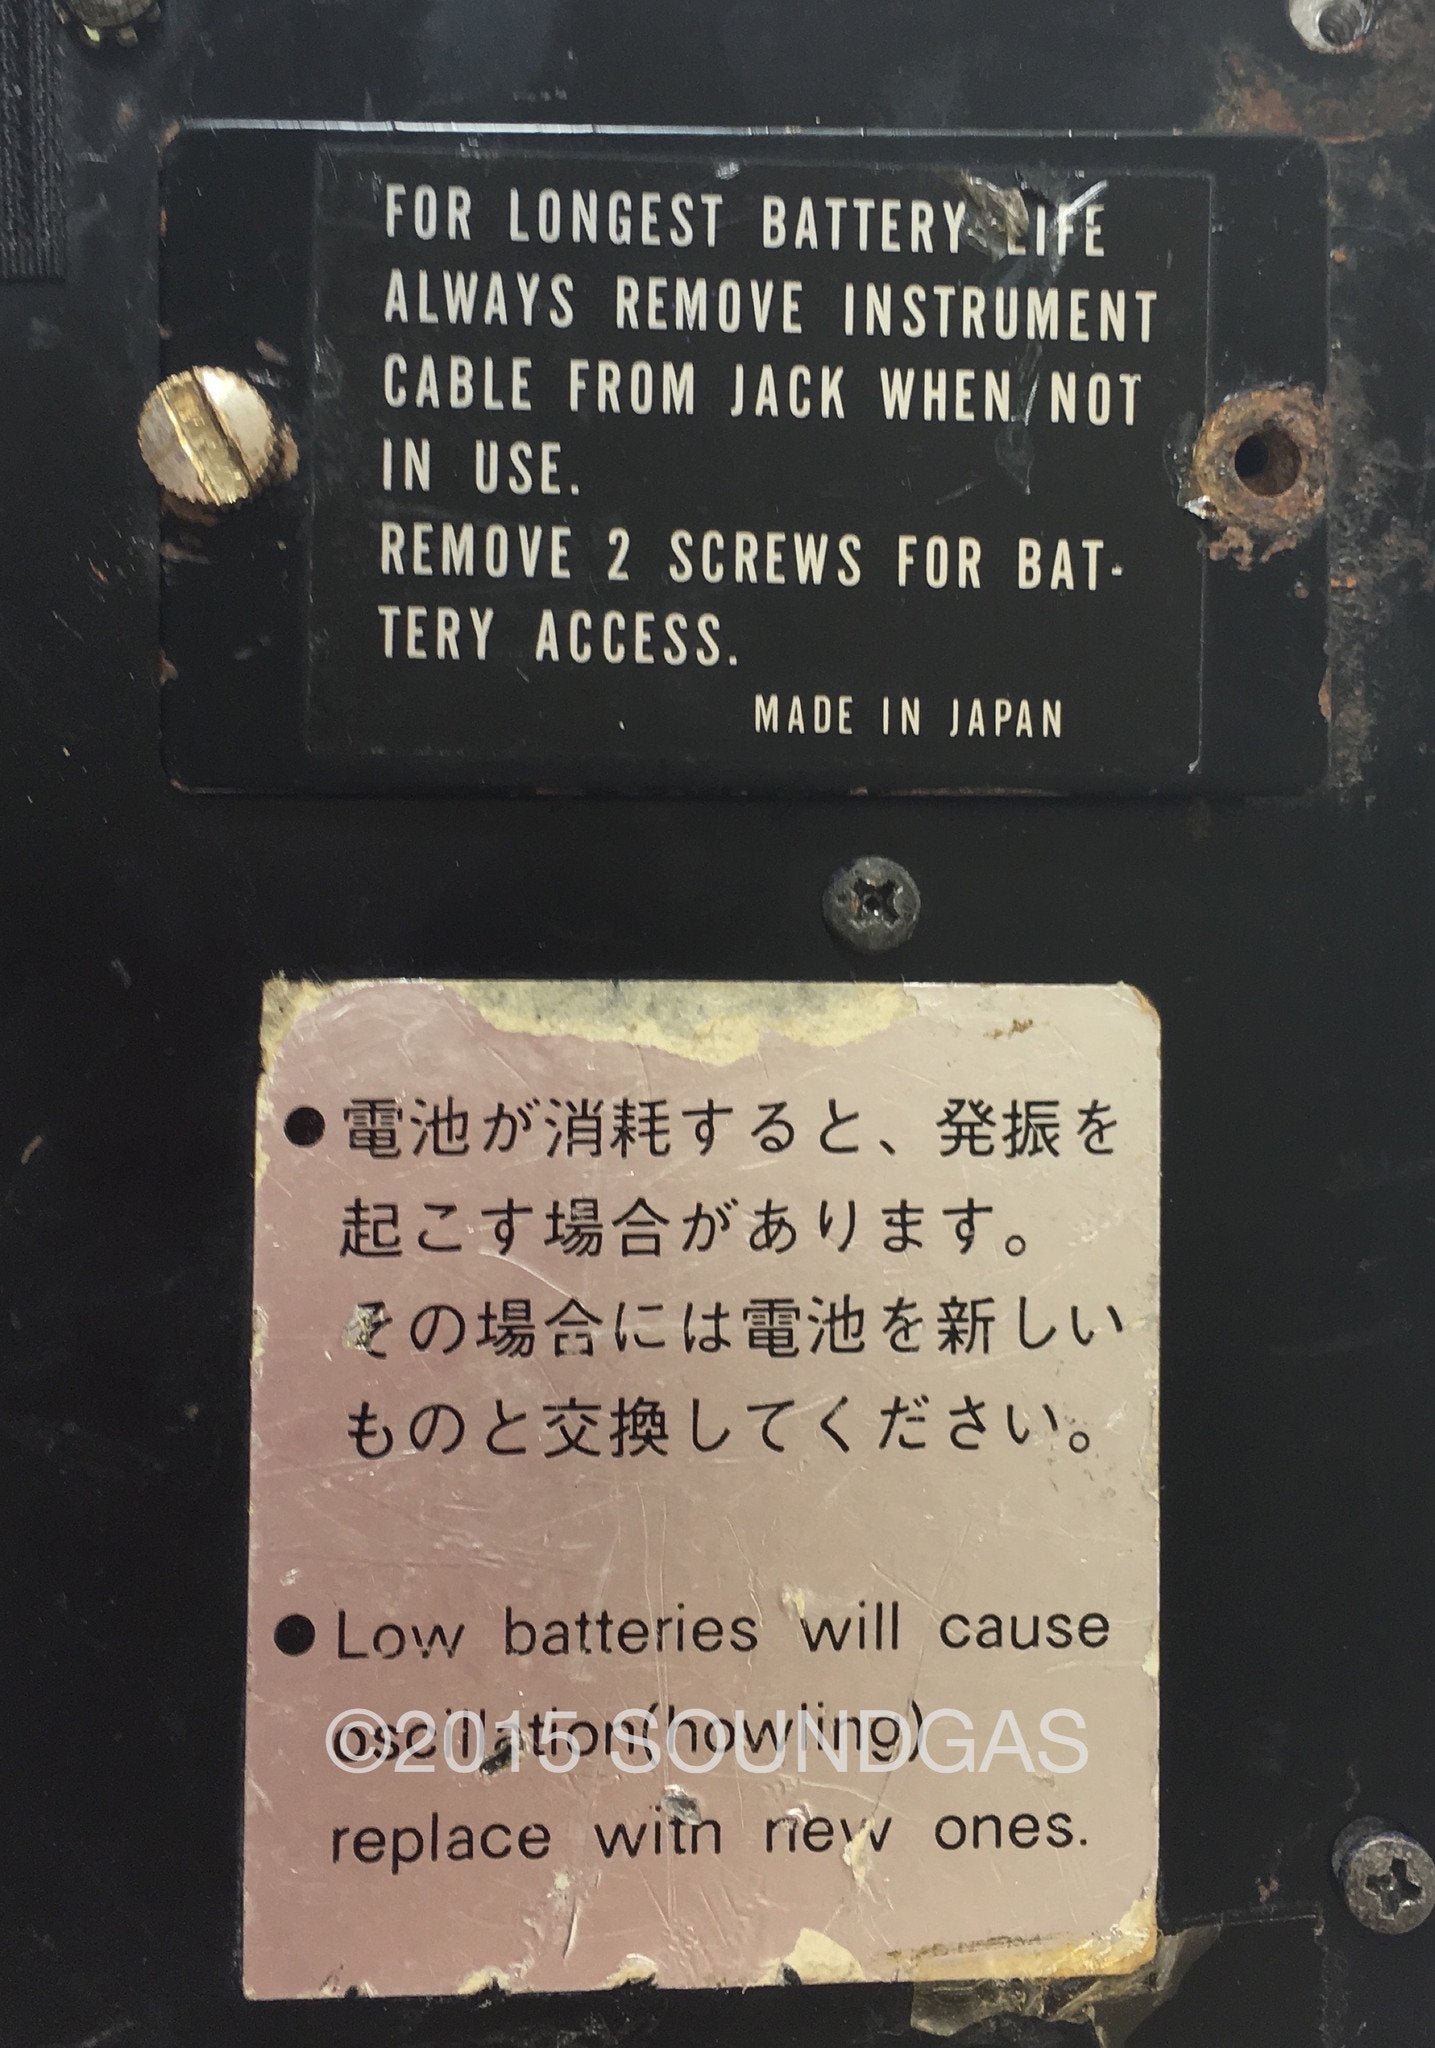 FOR LONGEST BATTERY LIFE
ALWAYS REMOVE INSTRUMENT
CABLE FROM JACK WHEN NOT
IN USE.
REMOVE 2 SCREWS FOR BAT-
TERY ACCESS.
MADE IN JAPAN
●電池が消耗すると、発振を
起こす場合があります。
その場合には電池を新しい
ものと交換してください。
●Low batteries will cause
oscillation(howling)
©2015 SOUNDGAS
replace with new ones.